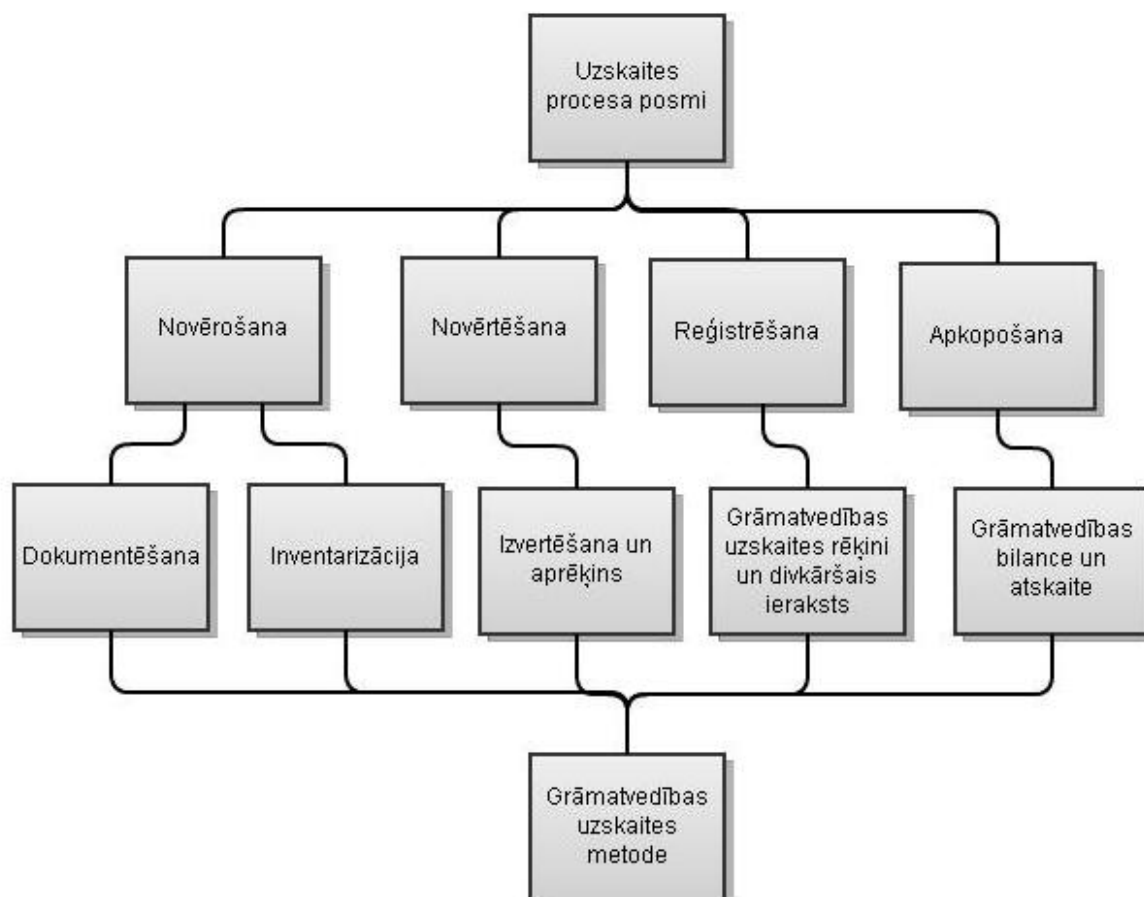 Uzskaites
procesa posmi
Novērošana
Novērtēšana
Reģistrēšana
Apkopošana
Dokumentēšana
Inventarizācija
Izvertēšana un
aprēķins
Grāmatvedības
uzskaites rēķini
un divkāršais
ieraksts
Grāmatvedības
bilance un
atskaite
Grāmatvedības
uzskaites
metode